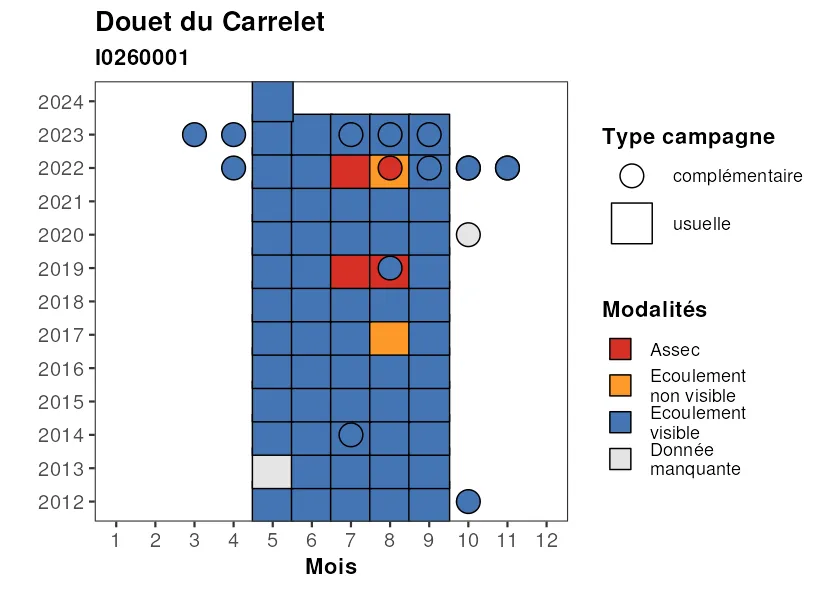 Douet du Carrelet
I0260001
2024
2023
2022
2021
2020
2019
2018
2017
2016
2015
2014
2013
2012
1 2 3 4 5 6 7 8 9 10 11 12
Mois
Type campagne
complémentaire
usuelle
Modalités
Assec
Ecoulement
non visible
Ecoulement
visible
Donnée
manquante